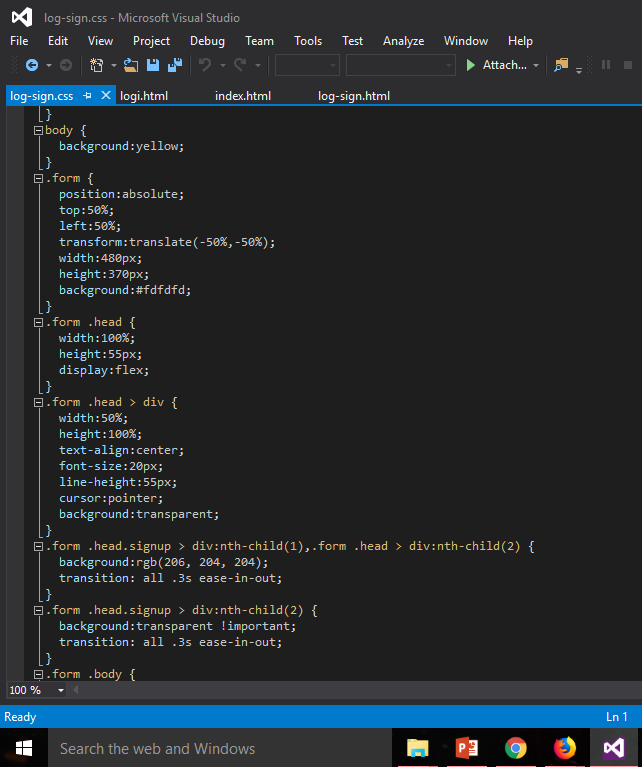 log-sign.css - Microsoft Visual Studio
File Edit View Project Debug Team Tools Test Analyze Window Help
Attach...
log-sign.css logi.html index.html log-sign.html
}
body {
background:yellow;
}
.form {
position:absolute;
top:50%;
left:50%;
transform:translate(-50%,-50%);
width:480px;
height:370px;
background:#fdfdfd;
}
.form .head {
width:100%;
height:55px;
display:flex;
}
.form .head > div {
width:50%;
height:100%;
text-align:center;
font-size:20px;
line-height:55px;
cursor:pointer;
background:transparent;
}
.form .head.signup > div:nth-child(1),.form .head > div:nth-child(2) {
background:rgb(206, 204, 204);
transition: all .3s ease-in-out;
}
.form .head.signup > div:nth-child(2) {
background:transparent !important;
transition: all .3s ease-in-out;
}
.form .body {
100 %
Ready Ln 1
Search the web and Windows